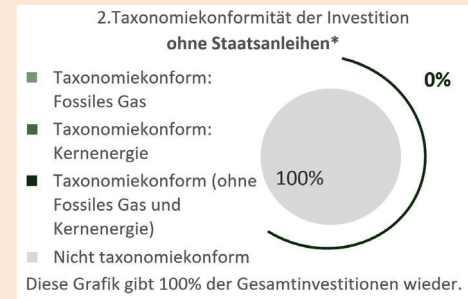 2.Taxonomiekonformität der Investition
ohne Staatsanleihen*
Taxonomiekonform:
Fossiles Gas
Taxonomiekonform:
Kernenergie
Taxonomiekonform (ohne
Fossiles Gas und
Kernenergie)
Nicht taxonomiekonform
0%
100%
Diese Grafik gibt 100% der Gesamtinvestitionen wieder.